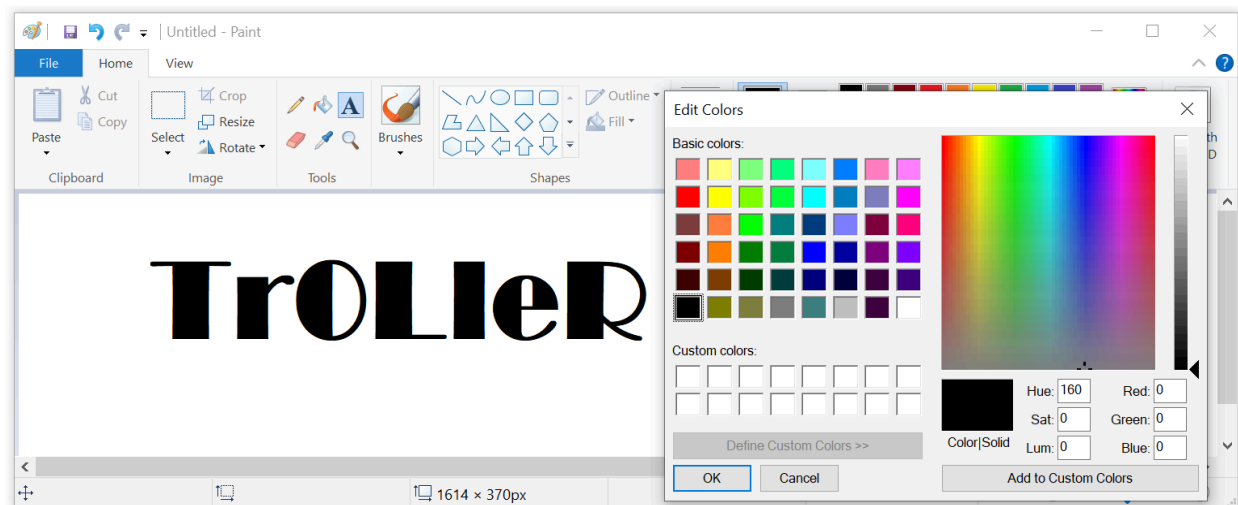 Untitled - Paint
File Home View
Cut Crop Outline
Copy Resize Fill
Paste Select Rotate Brushes
Clipboard Image Tools Shapes
TrOLIeR
1614 × 370px
Edit Colors
Basic colors:
Custom colors:
Define Custom Colors >>
OK Cancel
Color|Solid
Hue: 160 Red: 0
Sat: 0 Green: 0
Lum: 0 Blue: 0
Add to Custom Colors